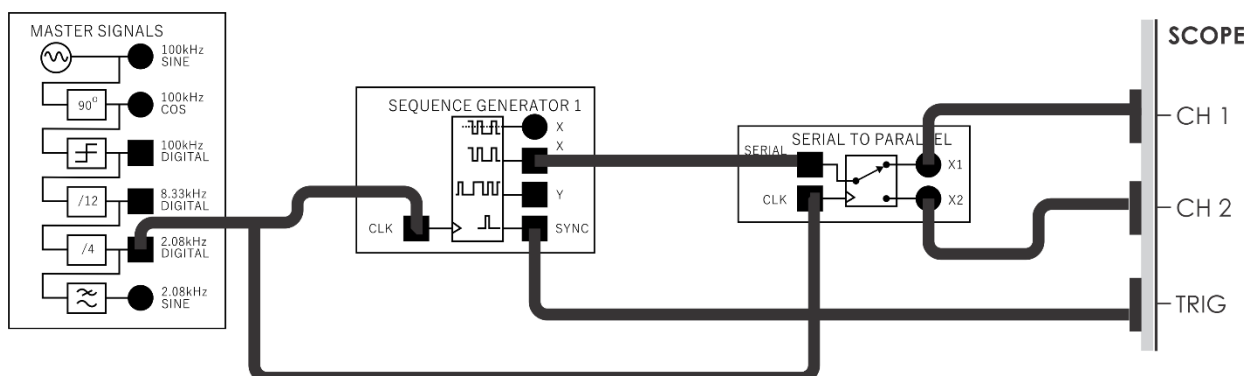 MASTER SIGNALS
100kHz
SINE
90°
100kHz
COS
100kHz
DIGITAL
/12
8.33kHz
DIGITAL
/4
2.08kHz
DIGITAL
2.08kHz
SINE
SEQUENCE GENERATOR 1
X
X
Y
CLK
SYNC
SERIAL TO PARALLEL
SERIAL
X1
CLK
X2
SCOPE
CH 1
CH 2
TRIG